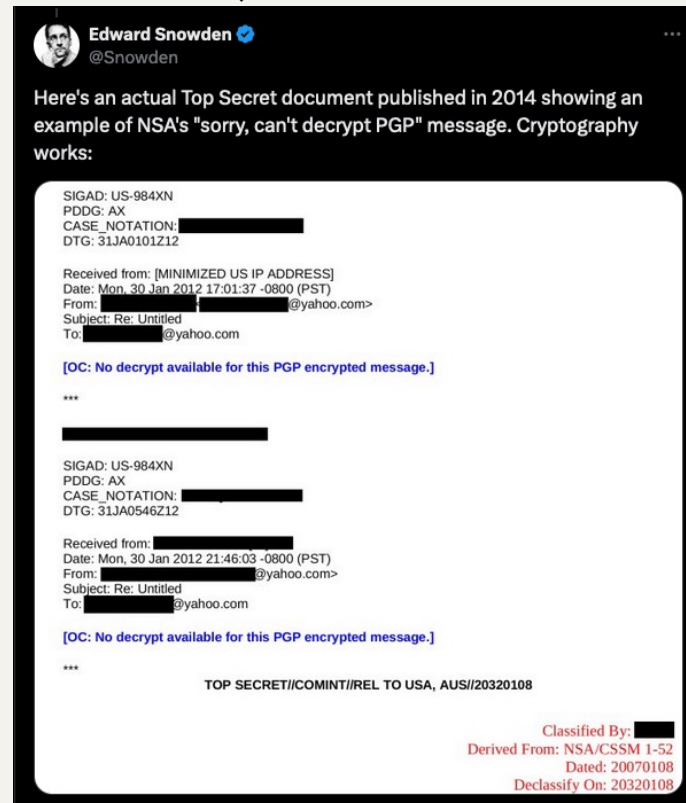 Edward Snowden
@Snowden
Here's an actual Top Secret document published in 2014 showing an
example of NSA's "sorry, can't decrypt PGP" message. Cryptography
works:
SIGAD: US-984XN
PDDG: AX
CASE_NOTATION:
DTG: 31JA0101Z12
Received from: [MINIMIZED US IP ADDRESS]
Date: Mon, 30 Jan 2012 17:01:37 -0800 (PST)
From: @yahoo.com>
Subject: Re: Untitled
To: @yahoo.com
[OC: No decrypt available for this PGP encrypted message.]
***
SIGAD: US-984XN
PDDG: AX
CASE_NOTATION:
DTG: 31JA0546Z12
Received from:
Date: Mon, 30 Jan 2012 21:46:03 -0800 (PST)
From: @yahoo.com>
Subject: Re: Untitled
To: @yahoo.com
[OC: No decrypt available for this PGP encrypted message.]
***
TOP SECRET//COMINT//REL TO USA, AUS//20320108
Classified By:
Derived From: NSA/CSSM 1-52
Dated: 20070108
Declassify On: 20320108